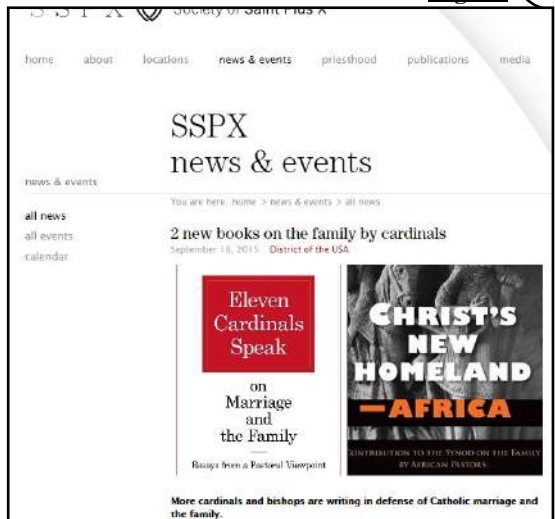 S S P X Society of Saint Pius X
home about locations news & events priesthood publications media
SSPX
news & events
news & events
You are here: home > news & events > all news
all news
all events
calendar
2 new books on the family by cardinals
September 18, 2015 District of the USA
Eleven
Cardinals
Speak
on
Marriage
and
the Family
Essays from a Pastoral Viewpoint
CHRIST'S
NEW
HOMELAND
—AFRICA
CONTRIBUTION TO THE SYNOD ON THE FAMILY
BY AFRICAN PASTORS
More cardinals and bishops are writing in defense of Catholic marriage and
the family.